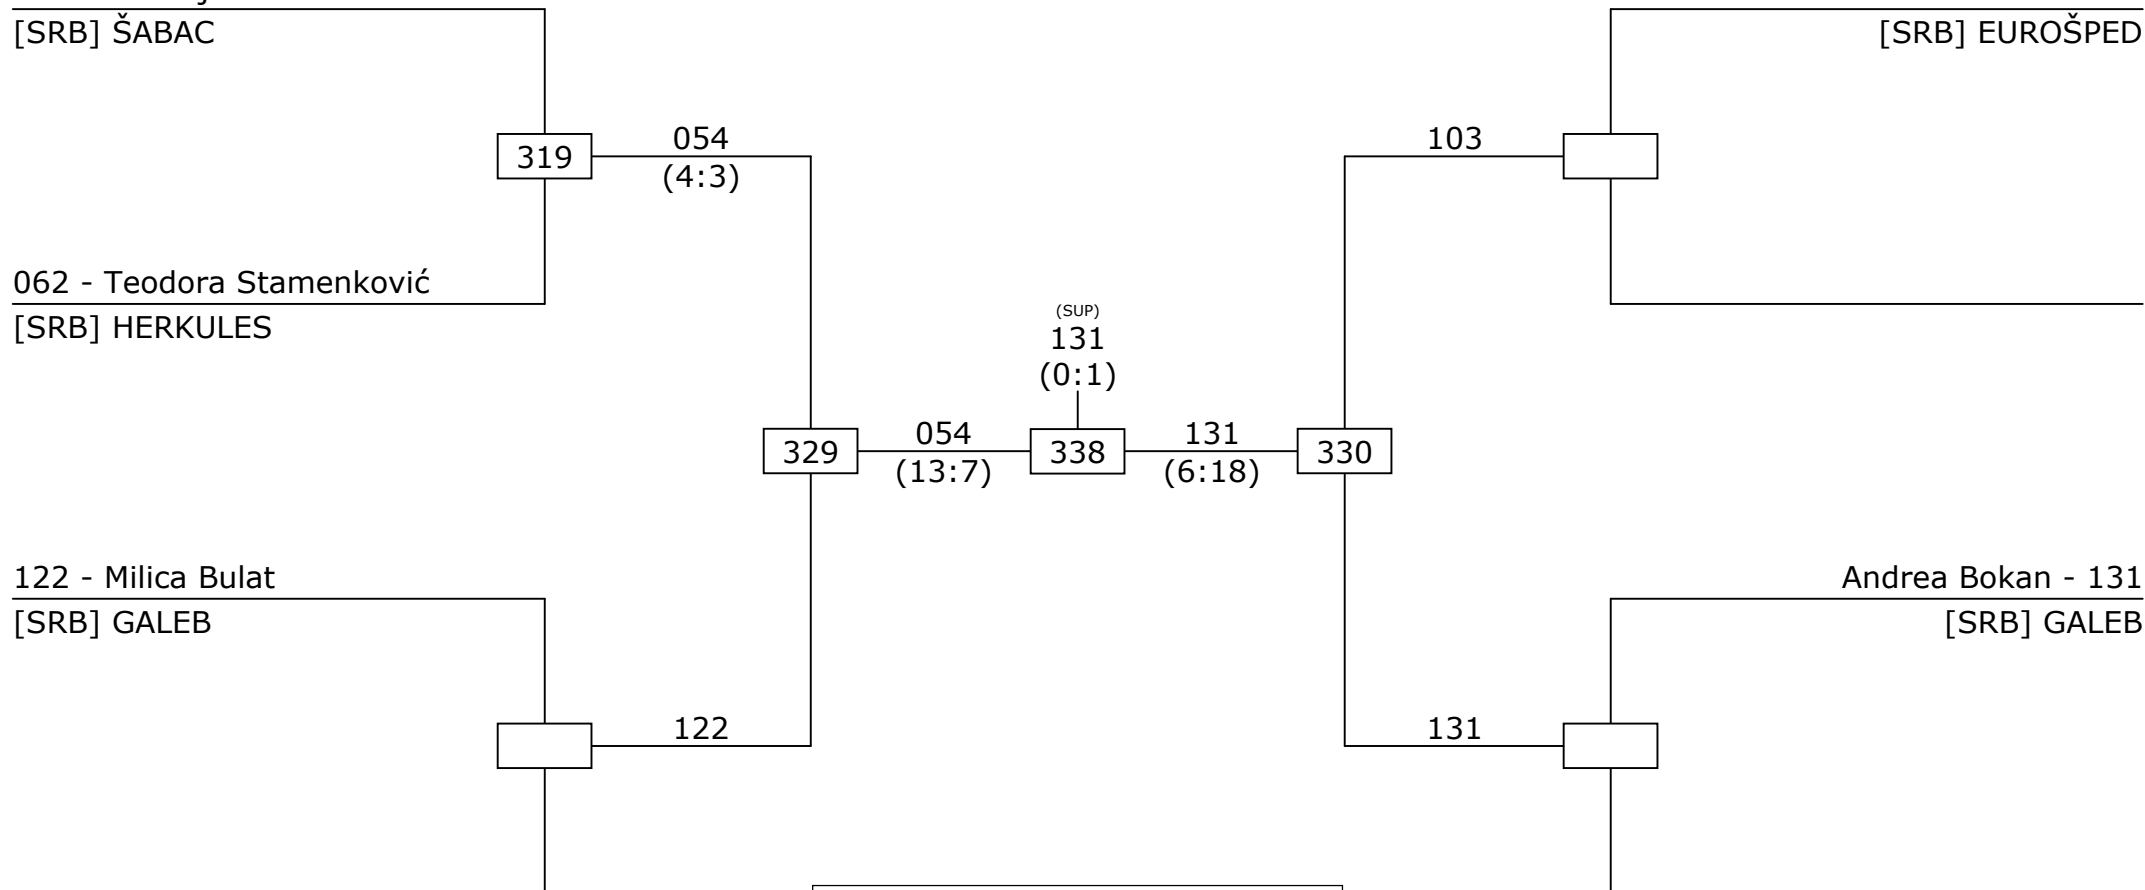 [SRB] ŠABAC
[SRB] EUROŠPED
054
103
319
(4:3)
062 - Teodora Stamenković
[SRB] HERKULES
(SUP)
131
(0:1)
054
131
329
338
330
(13:7)
(6:18)
122 - Milica Bulat
Andrea Bokan - 131
[SRB] GALEB
[SRB] GALEB
122
131